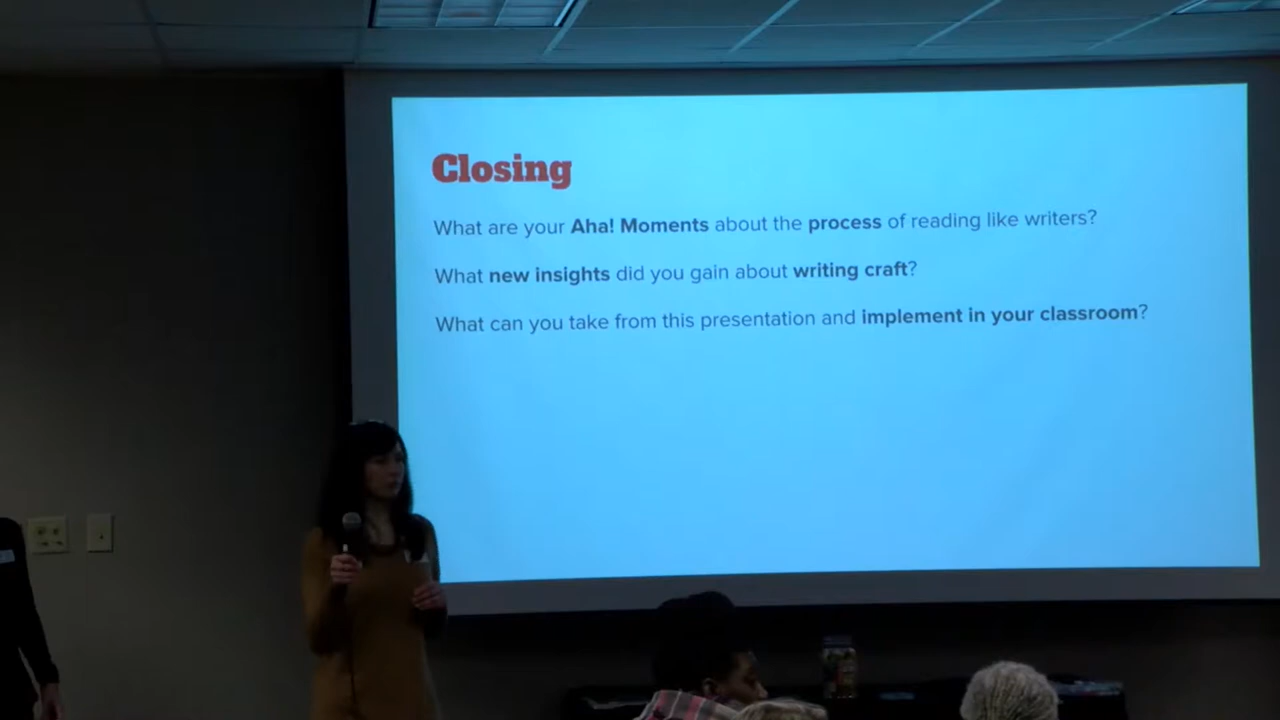 Closing
What are your Aha! Moments about the process of reading like writers?
What new insights did you gain about writing craft?
What can you take from this presentation and implement in your classroom?